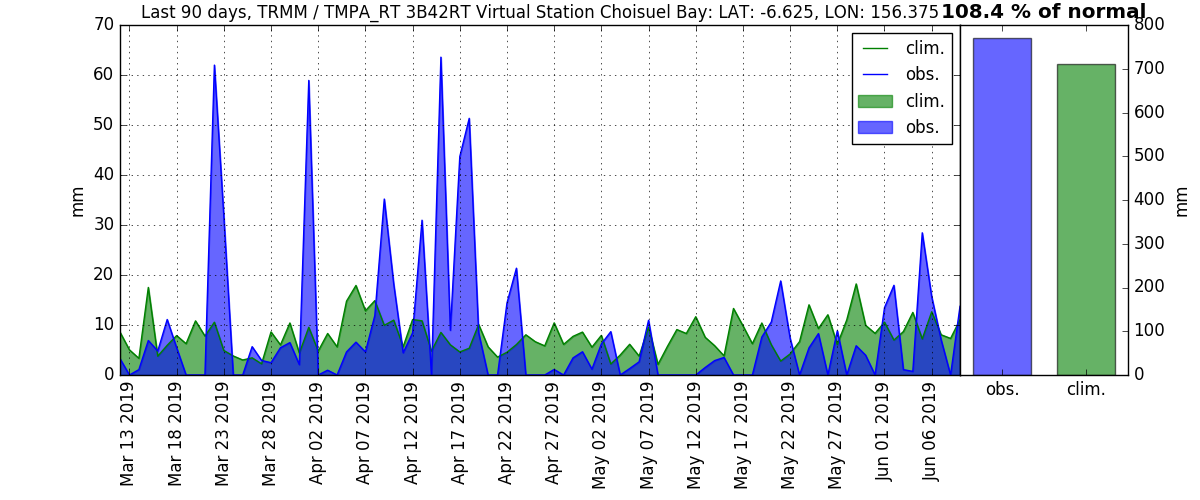 Last 90 days, TRMM / TMPA_RT 3B42RT Virtual Station Choisuel Bay: LAT: -6.625, LON: 156.375
108.4 % of normal
70
60
50
40
30
20
10
0
mm
clim.
obs.
clim.
obs.
800
700
600
500
400
300
200
100
0
mm
Mar 13 2019
Mar 18 2019
Mar 23 2019
Mar 28 2019
Apr 02 2019
Apr 07 2019
Apr 12 2019
Apr 17 2019
Apr 22 2019
Apr 27 2019
May 02 2019
May 07 2019
May 12 2019
May 17 2019
May 22 2019
May 27 2019
Jun 01 2019
Jun 06 2019
obs.
clim.